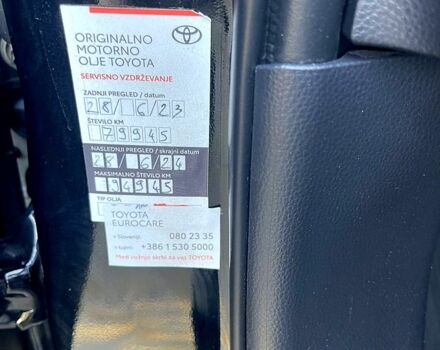 ORIGINALNO
MOTORNO
OLJE TOYOTA
SERVISNO VZDRŽEVANJE
ZADNJI PREGLED / datum
28/6/23
ŠTEVILO KM
79945
NASLEDNJI PREGLED / skrajni datum
28/6/24
MAKSIMALNO ŠTEVILO KM
94945
TIP OLJA
TOYOTA
EUROCARE
v Sloveniji: 080 23 35
v tujini: +386 1 530 5000
Med vožnjo skrbi za vas TOYOTA